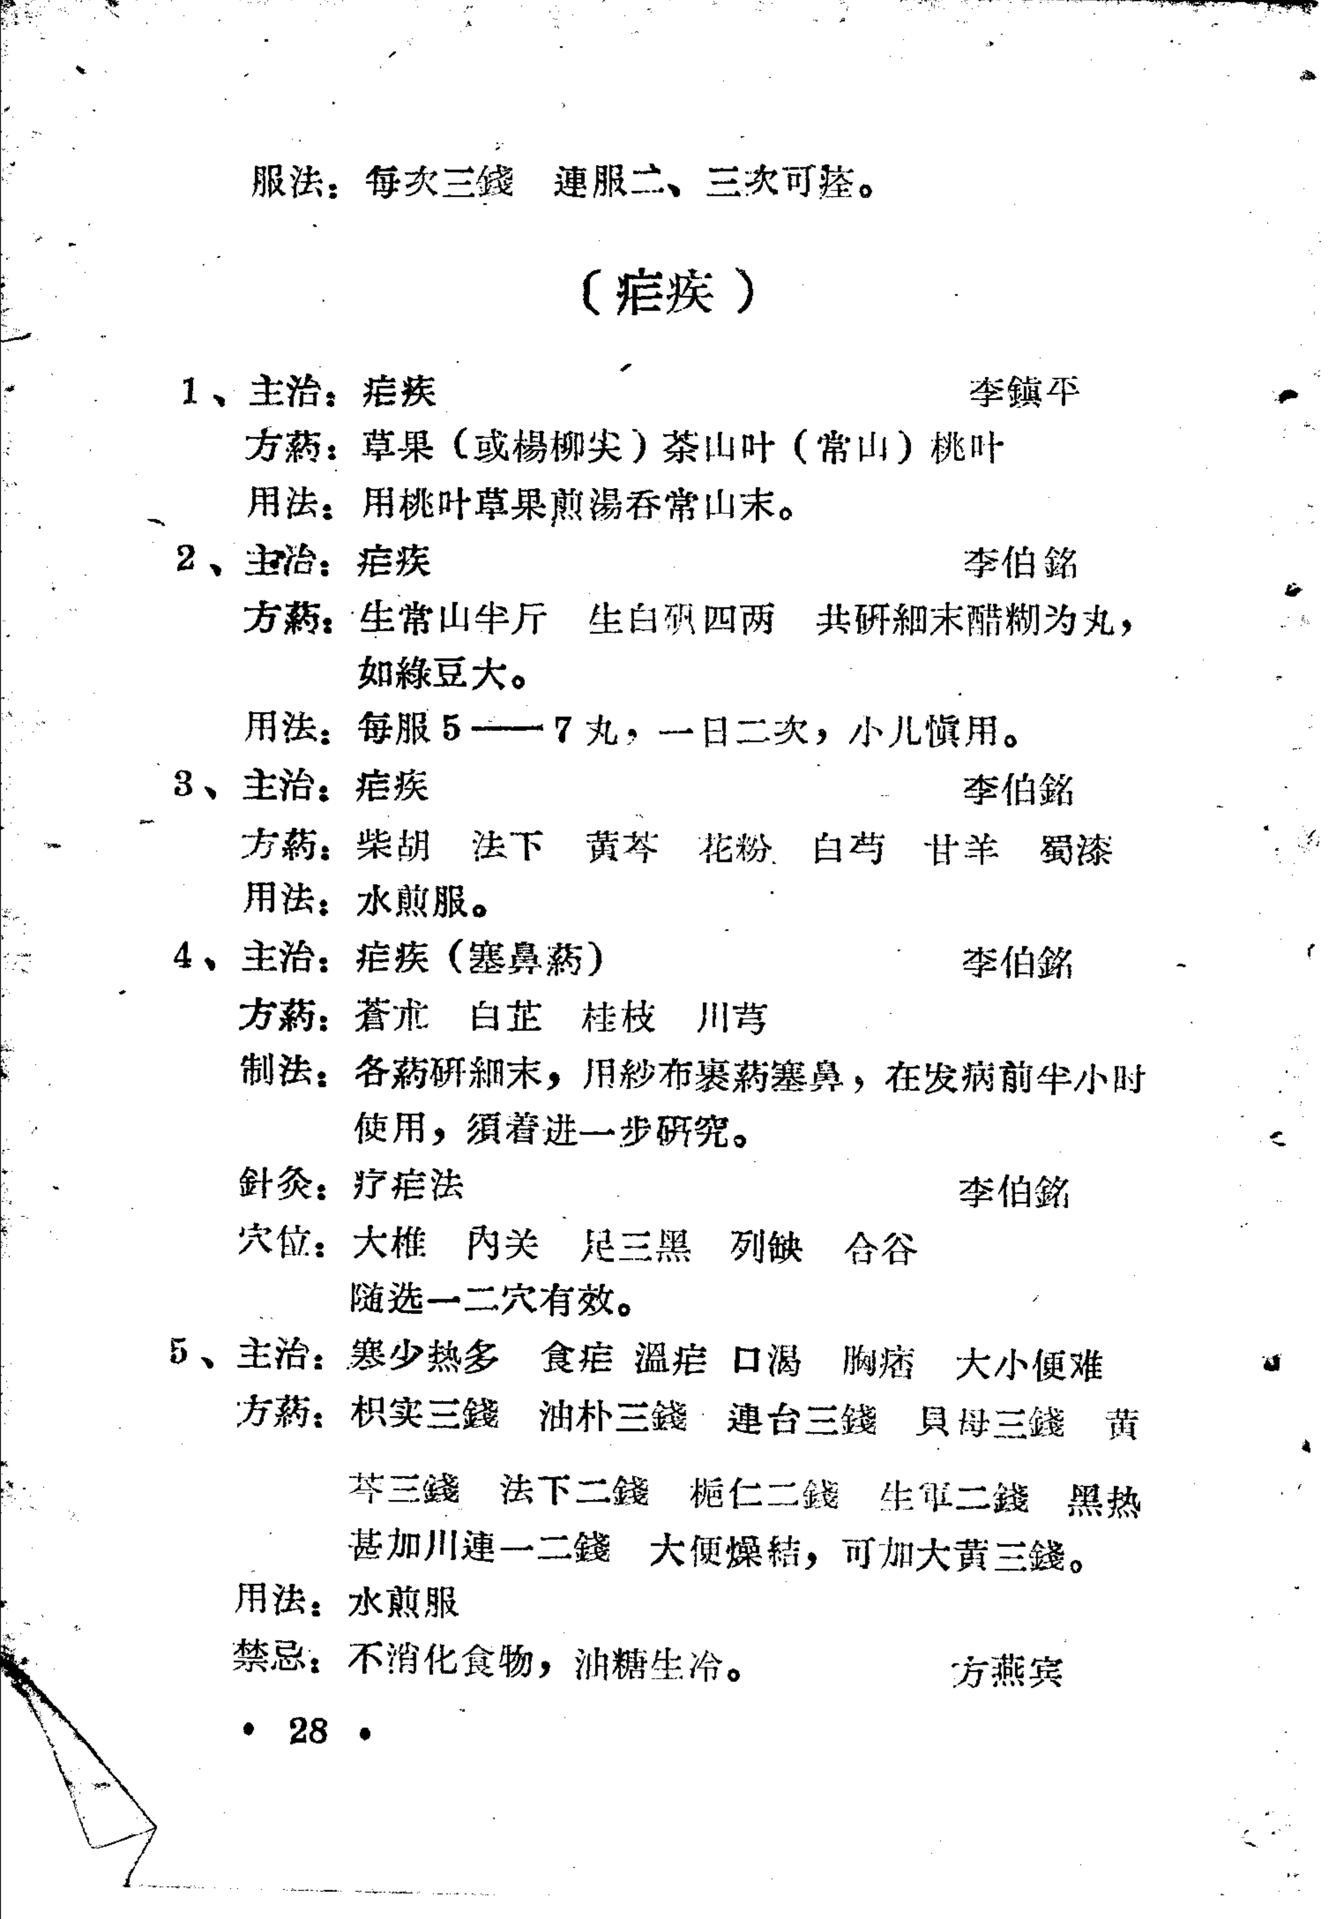 服法：每次三錢　連服二、三次可痊。
（疟疾）
1、主治：疟疾　李鎭平
方葯：草果（或楊柳尖）茶山叶（常山）桃叶
用法：用桃叶草果煎湯吞常山末。
2、主治：疟疾　李伯銘
方葯：生常山半斤　生白矾四两　共研細末醋糊为丸，
如綠豆大。
用法：每服5——7丸，一日二次，小儿愼用。
3、主治：疟疾　李伯銘
方葯：柴胡　法下　黄芩　花粉　白芍　甘羊　蜀漆
用法：水煎服。
4、主治：疟疾（塞鼻葯）　李伯銘
方葯：蒼朮　白芷　桂枝　川芎
制法：各葯研細末，用紗布裹葯塞鼻，在发病前半小时
使用，須着进一步研究。
針灸：疗疟法　李伯銘
穴位：大椎　內关　足三黑　列缺　合谷
随选一二穴有效。
5、主治：寒少热多　食疟　溫疟　口渴　胸痞　大小便难
方葯：枳实三錢　油朴三錢　連台三錢　貝母三錢　黄
芩三錢　法下二錢　栀仁二錢　生軍二錢　黑热
甚加川連一二錢　大便燥結，可加大黄三錢。
用法：水煎服
禁忌：不消化食物，油糖生冷。　方燕宾
• 28 •